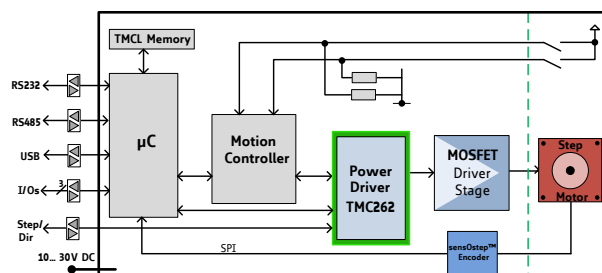 TMCL Memory
RS232
RS485
USB
I/Os
3
Step/
Dir
10... 30V DC
µC
Motion
Controller
Power
Driver
TMC262
MOSFET
Driver
Stage
Step
Motor
SPI
sensOstep™
Encoder